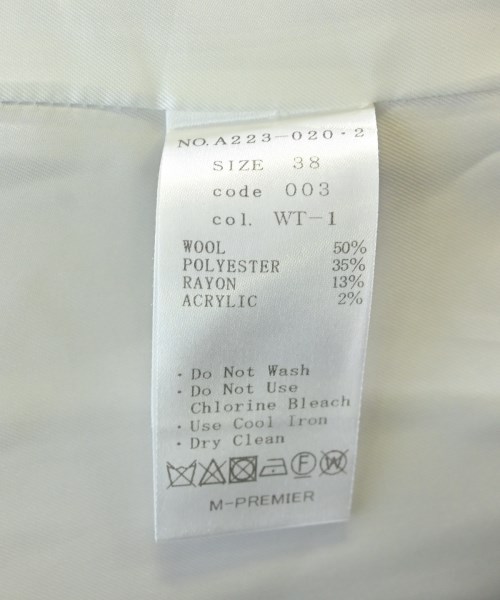 NO.A223-020・2
SIZE 38
code 003
col. WT-1
WOOL 50%
POLYESTER 35%
RAYON 13%
ACRYLIC 2%
・Do Not Wash
・Do Not Use
Chlorine Bleach
・Use Cool Iron
・Dry Clean
F W
M-PREMIER